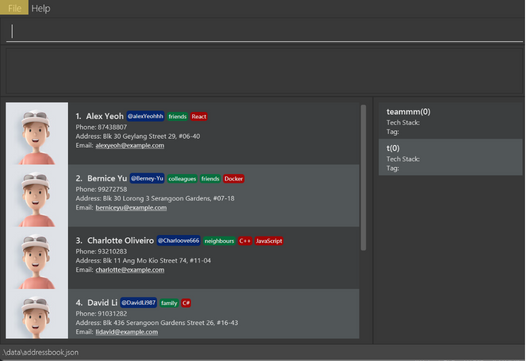 File Help
1. Alex Yeoh @alexYeohhh friends React
Phone: 87438807
Address: Blk 30 Geylang Street 29, #06-40
Email: alexyeoh@example.com
2. Bernice Yu @Berney-Yu colleagues friends Docker
Phone: 99272758
Address: Blk 30 Lorong 3 Serangoon Gardens, #07-18
Email: berniceyu@example.com
3. Charlotte Oliveiro @Charloove666 neighbours C++ JavaScript
Phone: 93210283
Address: Blk 11 Ang Mo Kio Street 74, #11-04
Email: charlotte@example.com
4. David Li @DavidLi987 family C#
Phone: 91031282
Address: Blk 436 Serangoon Gardens Street 26, #16-43
Email: lidavid@example.com
teammm(0)
Tech Stack:
Tag:
t(0)
Tech Stack:
Tag:
.\data\addressbook.json